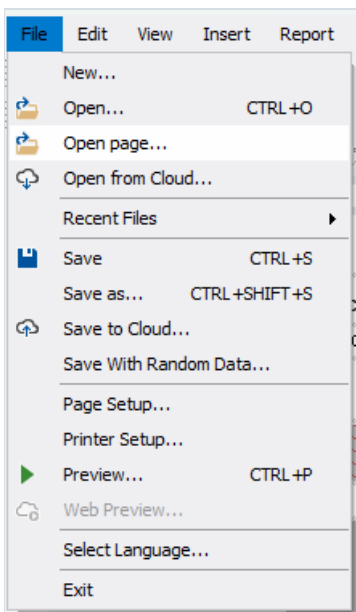 File Edit View Insert Report
New...
Open... CTRL+O
Open page...
Open from Cloud...
Recent Files
Save CTRL+S
Save as... CTRL+SHIFT+S
Save to Cloud...
Save With Random Data...
Page Setup...
Printer Setup...
Preview... CTRL+P
Web Preview...
Select Language...
Exit